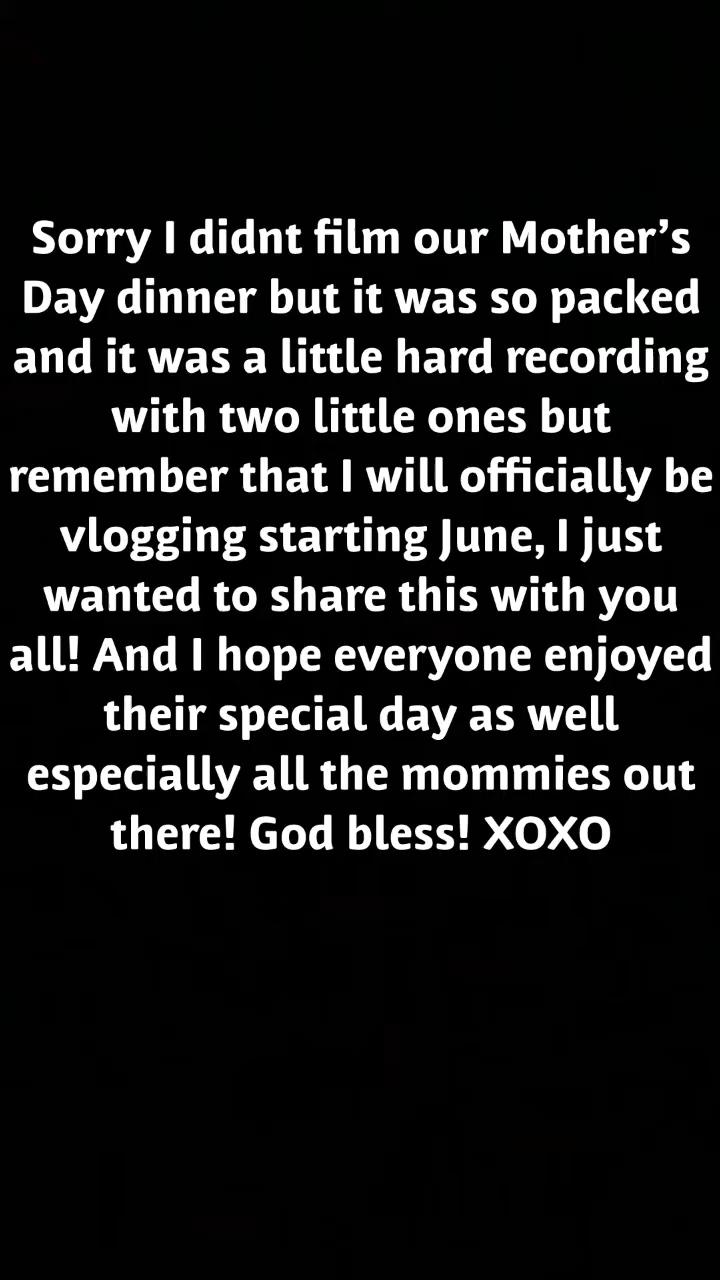 Sorry I didnt film our Mother’s
Day dinner but it was so packed
and it was a little hard recording
with two little ones but
remember that I will officially be
vlogging starting June, I just
wanted to share this with you
all! And I hope everyone enjoyed
their special day as well
especially all the mommies out
there! God bless! XOXO